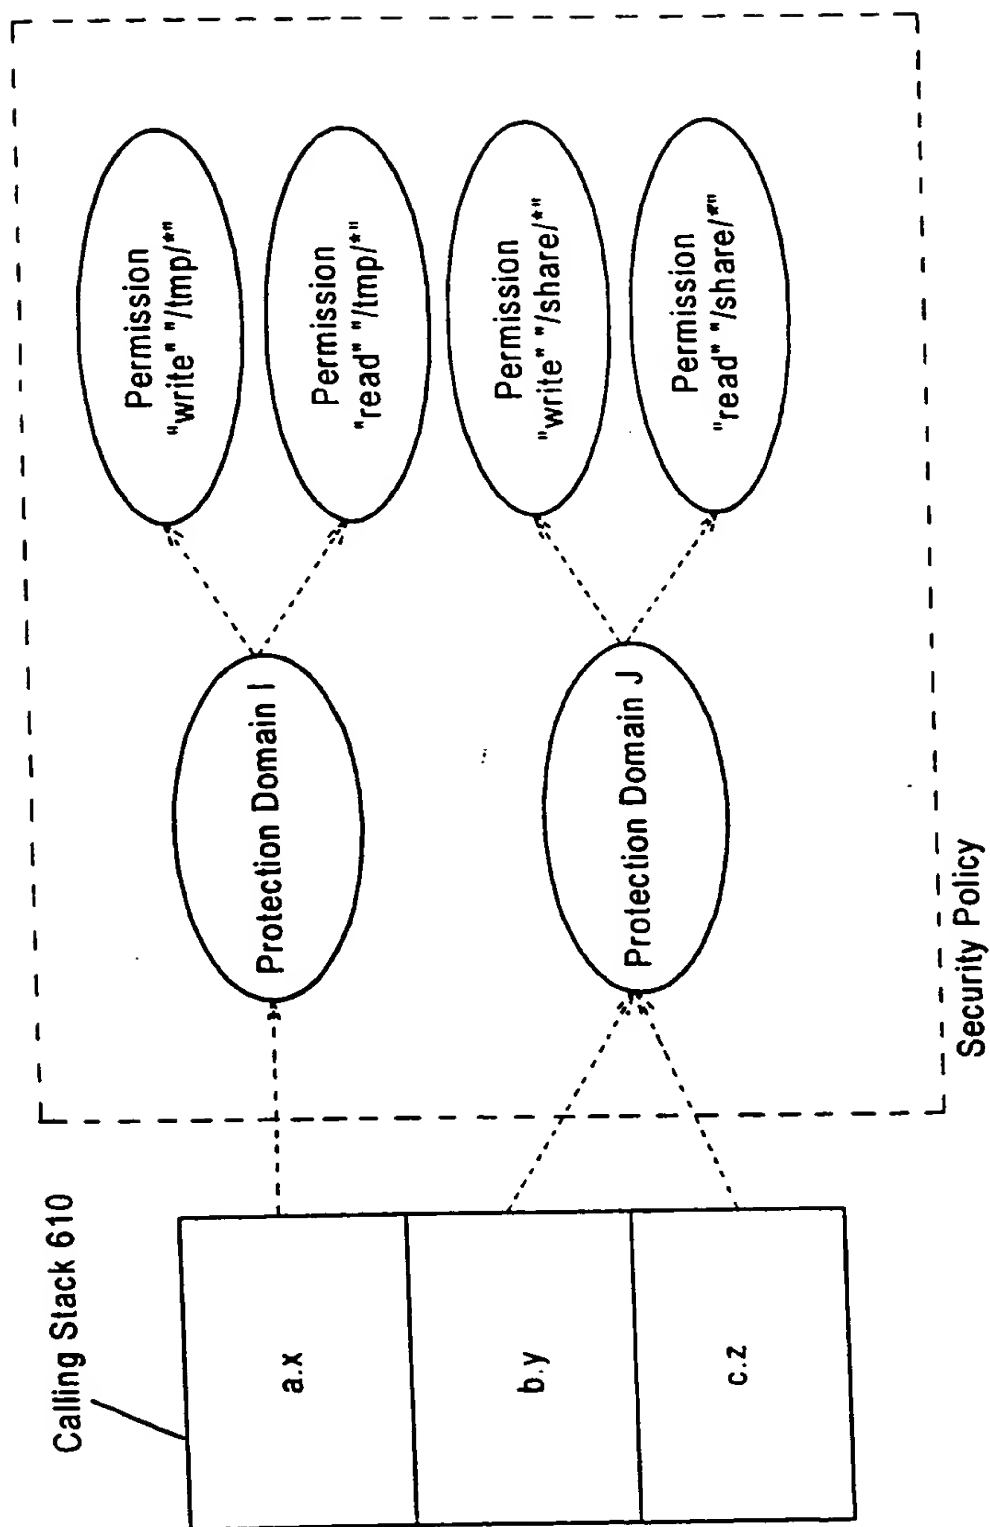 Calling Stack 610
a.x
b.y
c.z
Protection Domain I
Protection Domain J
Permission
"write" "/tmp/*"
Permission
"read" "/tmp/*"
Permission
"write" "/share/*"
Permission
"read" "/share/*"
Security Policy